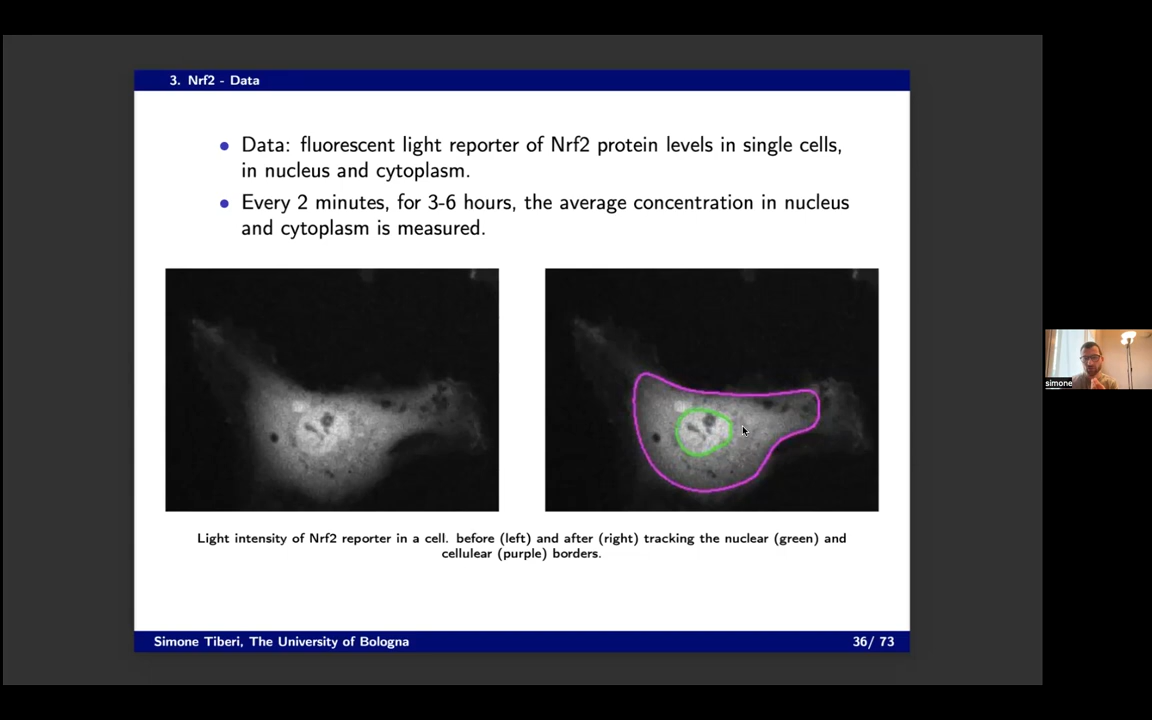 3. Nrf2 - Data
• Data: fluorescent light reporter of Nrf2 protein levels in single cells,
in nucleus and cytoplasm.
• Every 2 minutes, for 3-6 hours, the average concentration in nucleus
and cytoplasm is measured.
Light intensity of Nrf2 reporter in a cell. before (left) and after (right) tracking the nuclear (green) and
cellulear (purple) borders.
simone
Simone Tiberi, The University of Bologna
36/ 73